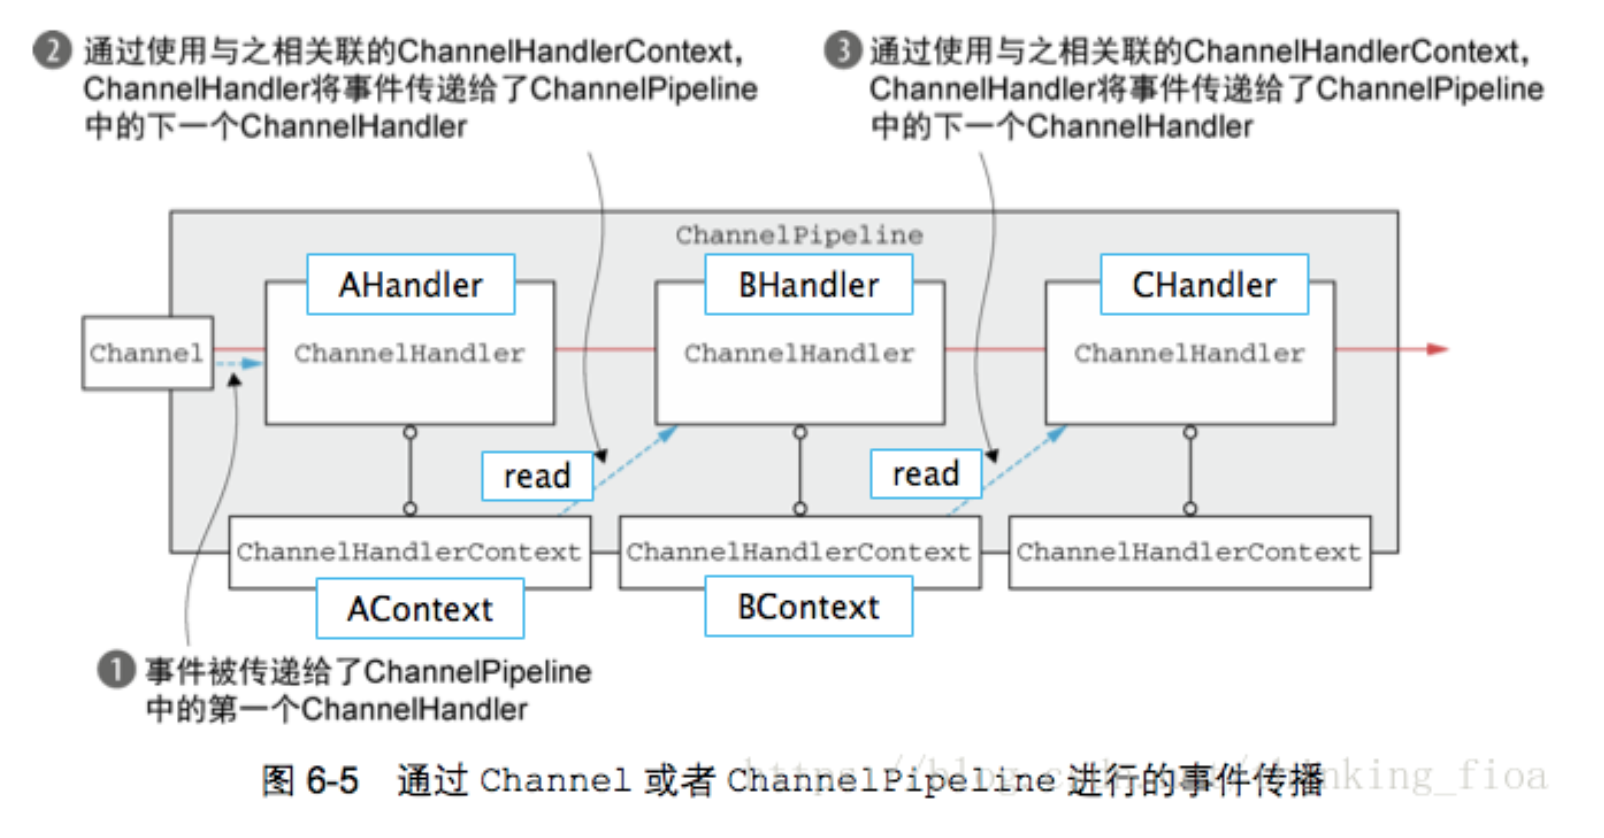 ❷ 通过使用与之相关联的ChannelHandlerContext,
ChannelHandler将事件传递给了ChannelPipeline
中的下一个ChannelHandler
❸ 通过使用与之相关联的ChannelHandlerContext,
ChannelHandler将事件传递给了ChannelPipeline
中的下一个ChannelHandler
ChannelPipeline
AHandler
BHandler
CHandler
Channel
ChannelHandler
ChannelHandler
ChannelHandler
read
read
ChannelHandlerContext
ChannelHandlerContext
ChannelHandlerContext
AContext
BContext
❶ 事件被传递给了ChannelPipeline
中的第一个ChannelHandler
图 6-5 通过 Channel 或者 ChannelPipeline 进行的事件传播